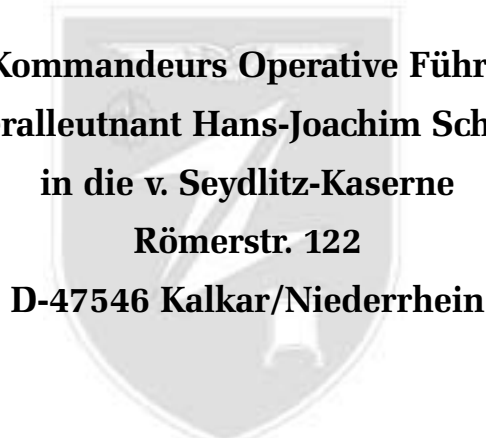 Kommandeurs Operative Führ
ralleutnant Hans-Joachim Sch
in die v. Seydlitz-Kaserne
Römerstr. 122
D-47546 Kalkar/Niederrhein